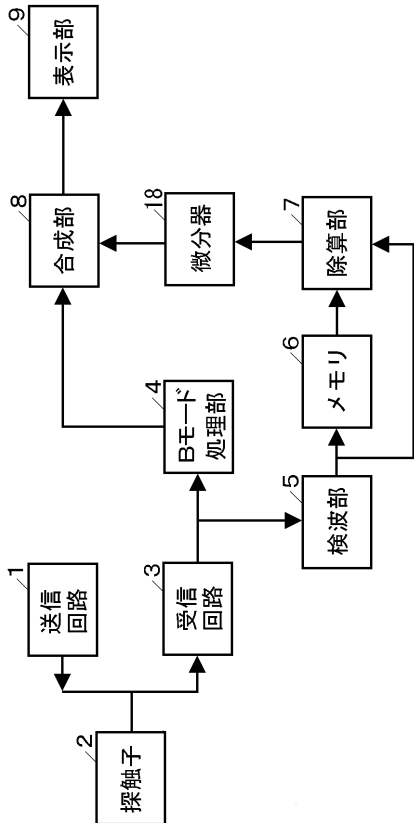 1
送信
回路
2
探触子
3
受信
回路
4
Bモード
処理部
5
検波部
6
メモリ
7
除算部
18
微分器
8
合成部
9
表示部